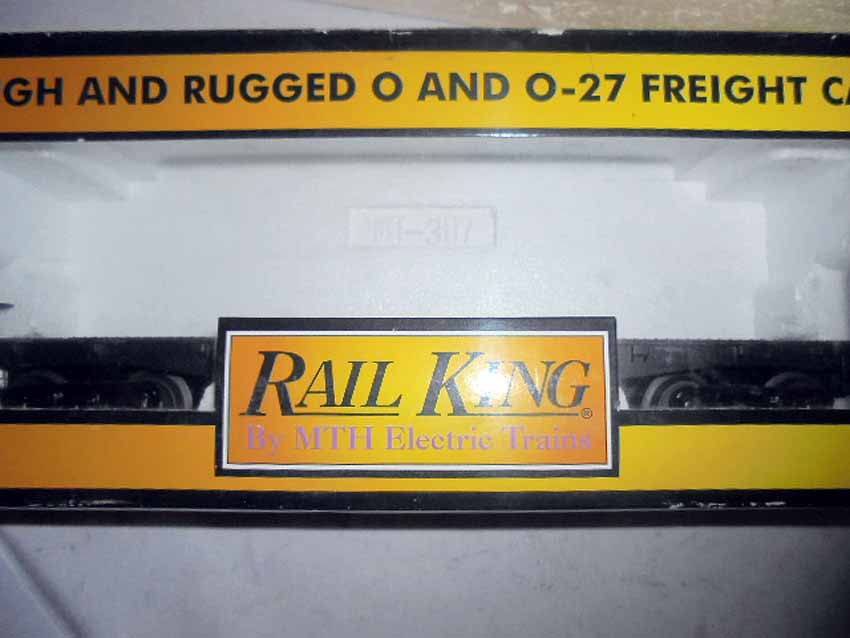 GH AND RUGGED O AND O-27 FREIGHT CA
RAIL KING®
By MTH Electric Trains